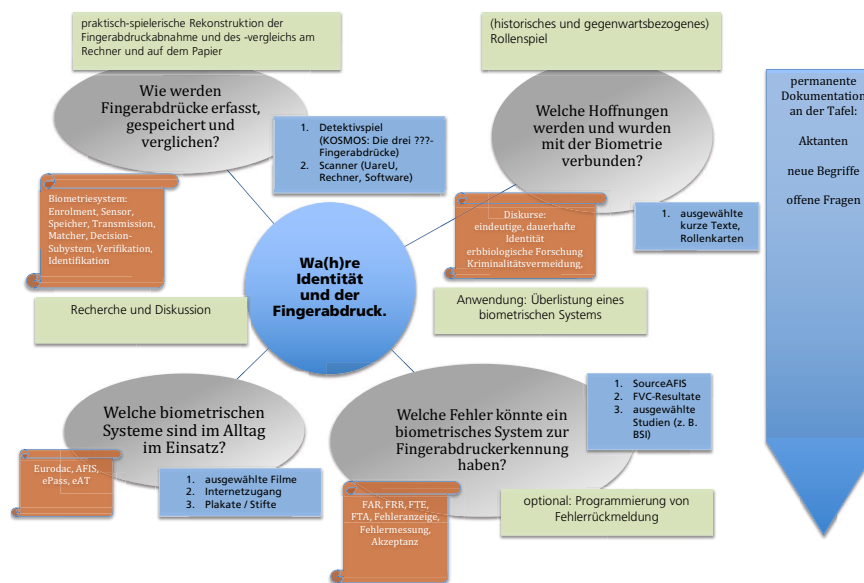 praktisch-spielerische Rekonstruktion der
Fingerabdruckabnahme und des -vergleichs am
Rechner und auf dem Papier
Wie werden
Fingerabdrücke erfasst,
gespeichert und
verglichen?
1. Detektivspiel
(KOSMOS: Die drei ???-
Fingerabdrücke)
2. Scanner (UareU,
Rechner, Software)
Biometriesystem:
Enrolment, Sensor,
Speicher, Transmission,
Matcher, Decision-
Subsystem, Verifikation,
Identifikation
(historisches und gegenwartsbezogenes)
Rollenspiel
Welche Hoffnungen
werden und wurden
mit der Biometrie
verbunden?
Diskurse:
eindeutige, dauerhafte
Identität
erbbiologische Forschung
Kriminalitätsvermeidung,
1. ausgewählte
kurze Texte,
Rollenkarten
permanente
Dokumentation
an der Tafel:
Aktanten
neue Begriffe
offene Fragen
Wa(h)re
Identität
und der
Fingerabdruck.
Recherche und Diskussion
Anwendung: Überlistung eines
biometrischen Systems
Welche biometrischen
Systeme sind im Alltag
im Einsatz?
Eurodac, AFIS,
ePass, eAT
1. ausgewählte Filme
2. Internetzugang
3. Plakate / Stifte
Welche Fehler könnte ein
biometrisches System zur
Fingerabdruckerkennung
haben?
1. SourceAFIS
2. FVC-Resultate
3. ausgewählte
Studien (z. B.
BSI)
FAR, FRR, FTE,
FTA, Fehleranzeige,
Fehlermessung,
Akzeptanz
optional: Programmierung von
Fehlerrückmeldung